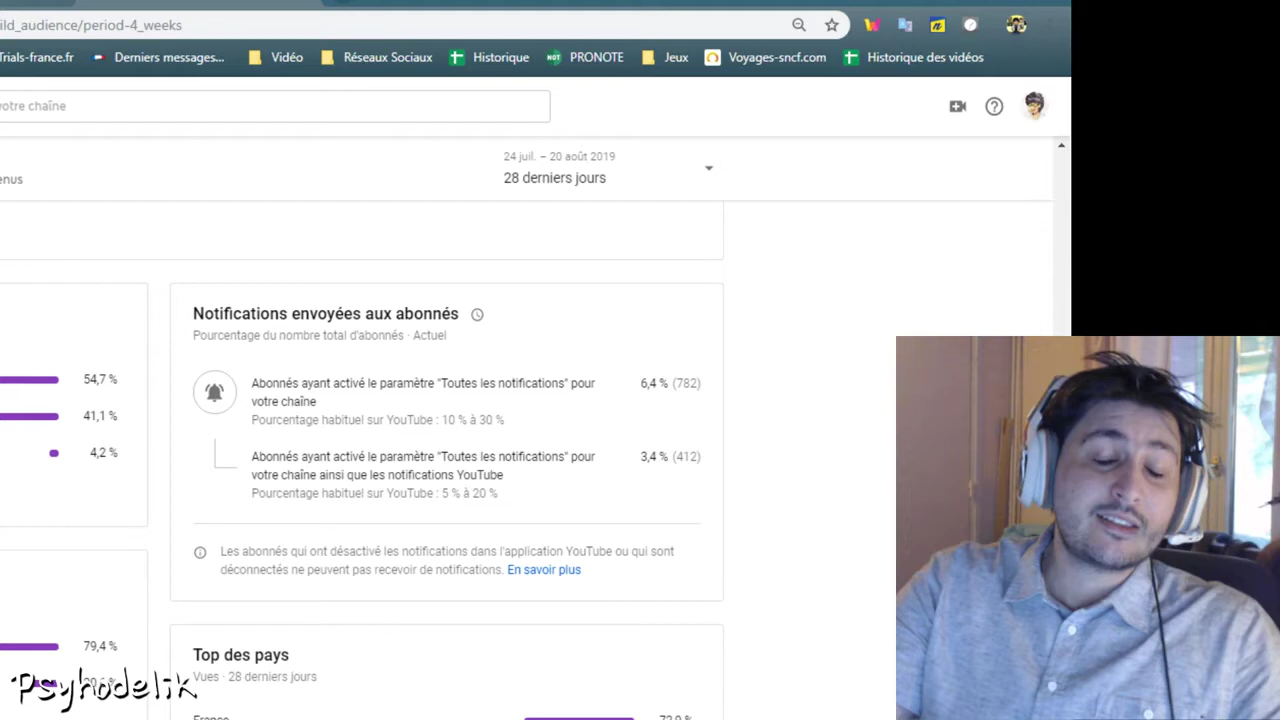 ild_audience/period-4_weeks
Trials-france.fr Derniers messages... Vidéo Réseaux Sociaux Historique NOT PRONOTE Jeux Voyages-sncf.com Historique des vidéos
votre chaîne
24 juil. – 20 août 2019
enus
28 derniers jours
Notifications envoyées aux abonnés
Pourcentage du nombre total d'abonnés · Actuel
54,7 %
41,1 %
4,2 %
Abonnés ayant activé le paramètre "Toutes les notifications" pour
votre chaîne
6,4 % (782)
Pourcentage habituel sur YouTube : 10 % à 30 %
Abonnés ayant activé le paramètre "Toutes les notifications" pour
votre chaîne ainsi que les notifications YouTube
3,4 % (412)
Pourcentage habituel sur YouTube : 5 % à 20 %
Les abonnés qui ont désactivé les notifications dans l'application YouTube ou qui sont
déconnectés ne peuvent pas recevoir de notifications. En savoir plus
79,4 %
Top des pays
Vues · 28 derniers jours
Psyhodelik
France